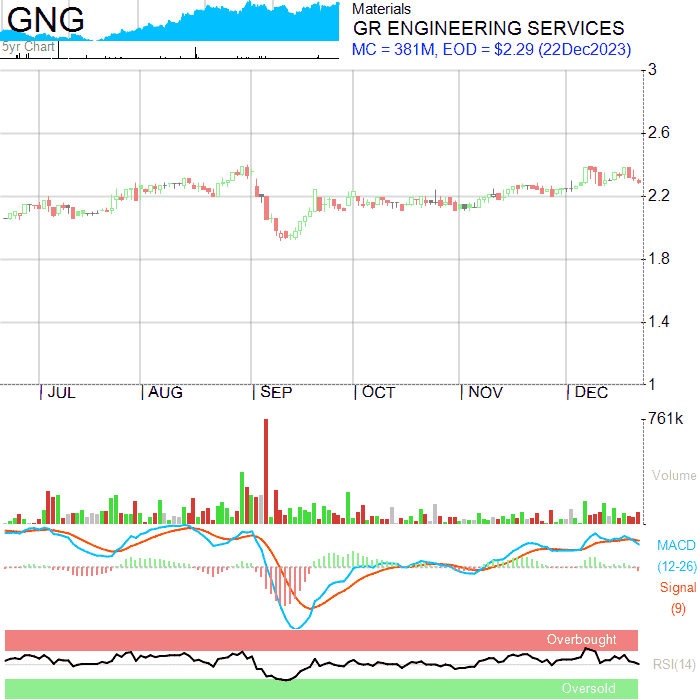 GNG
5yr Chart
Materials
GR ENGINEERING SERVICES
MC = 381M, EOD = $2.29 (22Dec2023)
3
2.6
2.2
1.8
1.4
1
JUL AUG SEP OCT NOV DEC
761k
Volume
MACD
(12-26)
Signal
(9)
Overbought
RSI(14)
Oversold